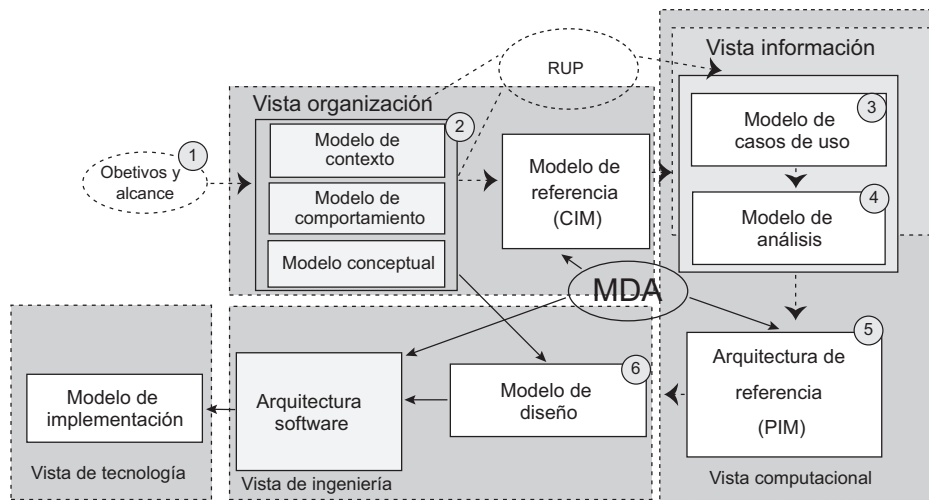 RUP
Vista información
Vista organización
1
2
3
Modelo de
casos de uso
Modelo de
contexto
Obetivos y
alcance
Modelo de
comportamiento
Modelo de
referencia
(CIM)
4
Modelo de
análisis
Modelo conceptual
MDA
5
Arquitectura de
referencia
(PIM)
6
Modelo de
diseño
Arquitectura
software
Modelo de
implementación
Vista de tecnología
Vista de ingeniería
Vista computacional